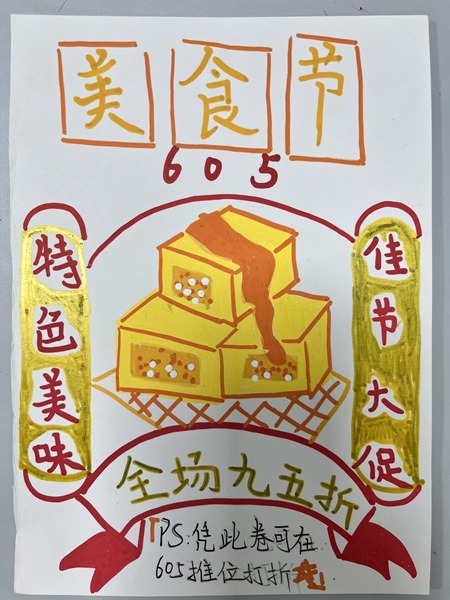 美食节
605
特色美味
佳节大促
全场九五折
PS:凭此卷可在
605推位打折